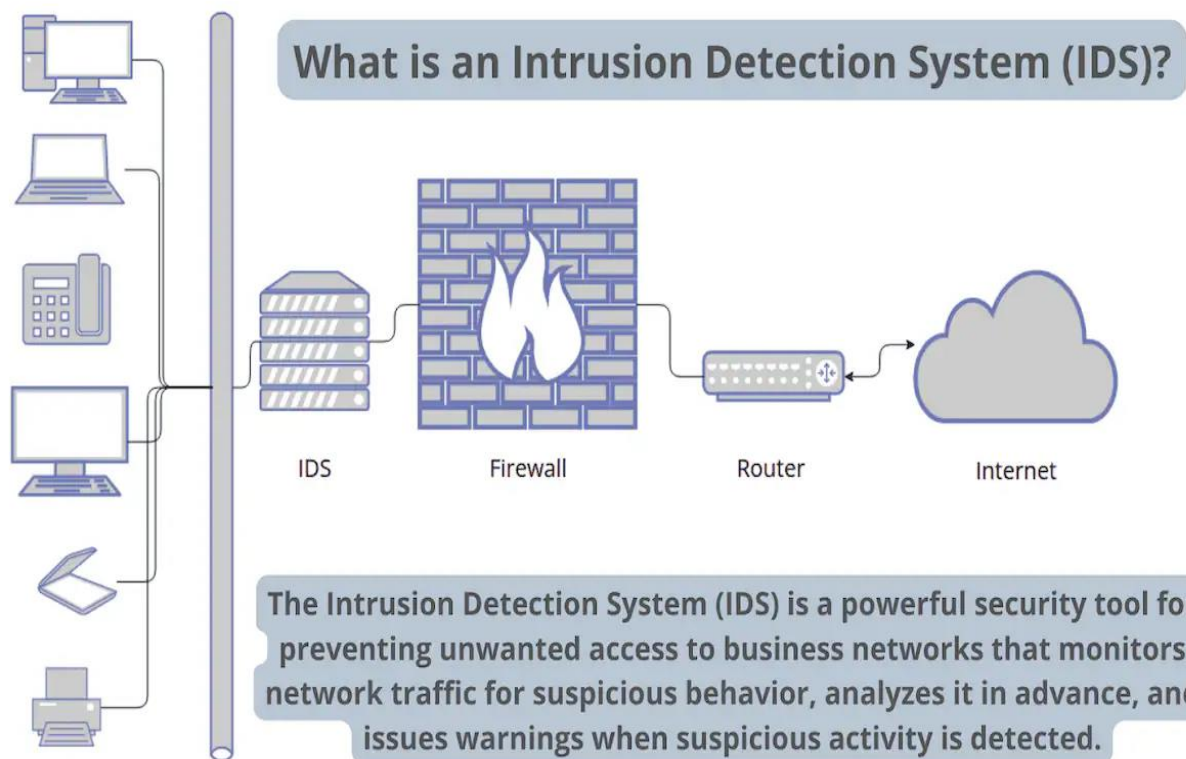 What is an Intrusion Detection System (IDS)?
IDS
Firewall
Router
Internet
The Intrusion Detection System (IDS) is a powerful security tool fo
preventing unwanted access to business networks that monitors
network traffic for suspicious behavior, analyzes it in advance, and
issues warnings when suspicious activity is detected.